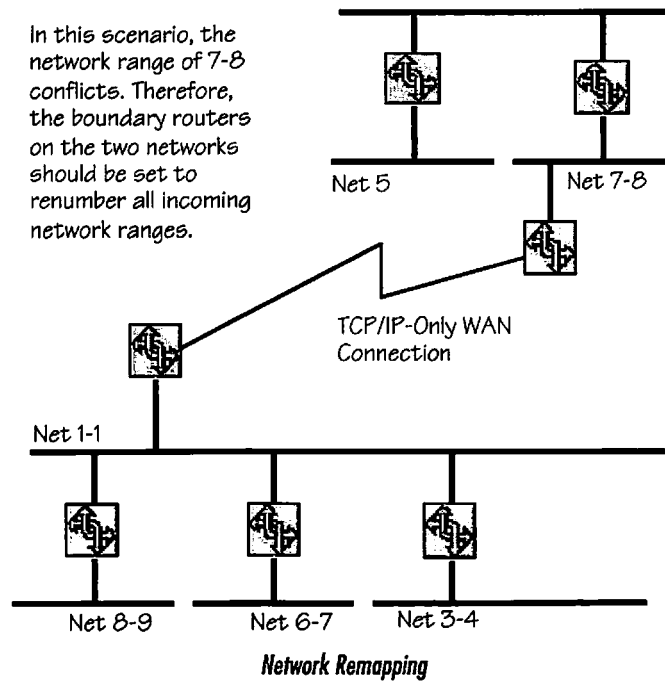 In this scenario, the
network range of 7-8
conflicts. Therefore,
the boundary routers
on the two networks
should be set to
renumber all incoming
network ranges.
Net 5
Net 7-8
TCP/IP-Only WAN
Connection
Net 1-1
Net 8-9
Net 6-7
Net 3-4
Network Remapping